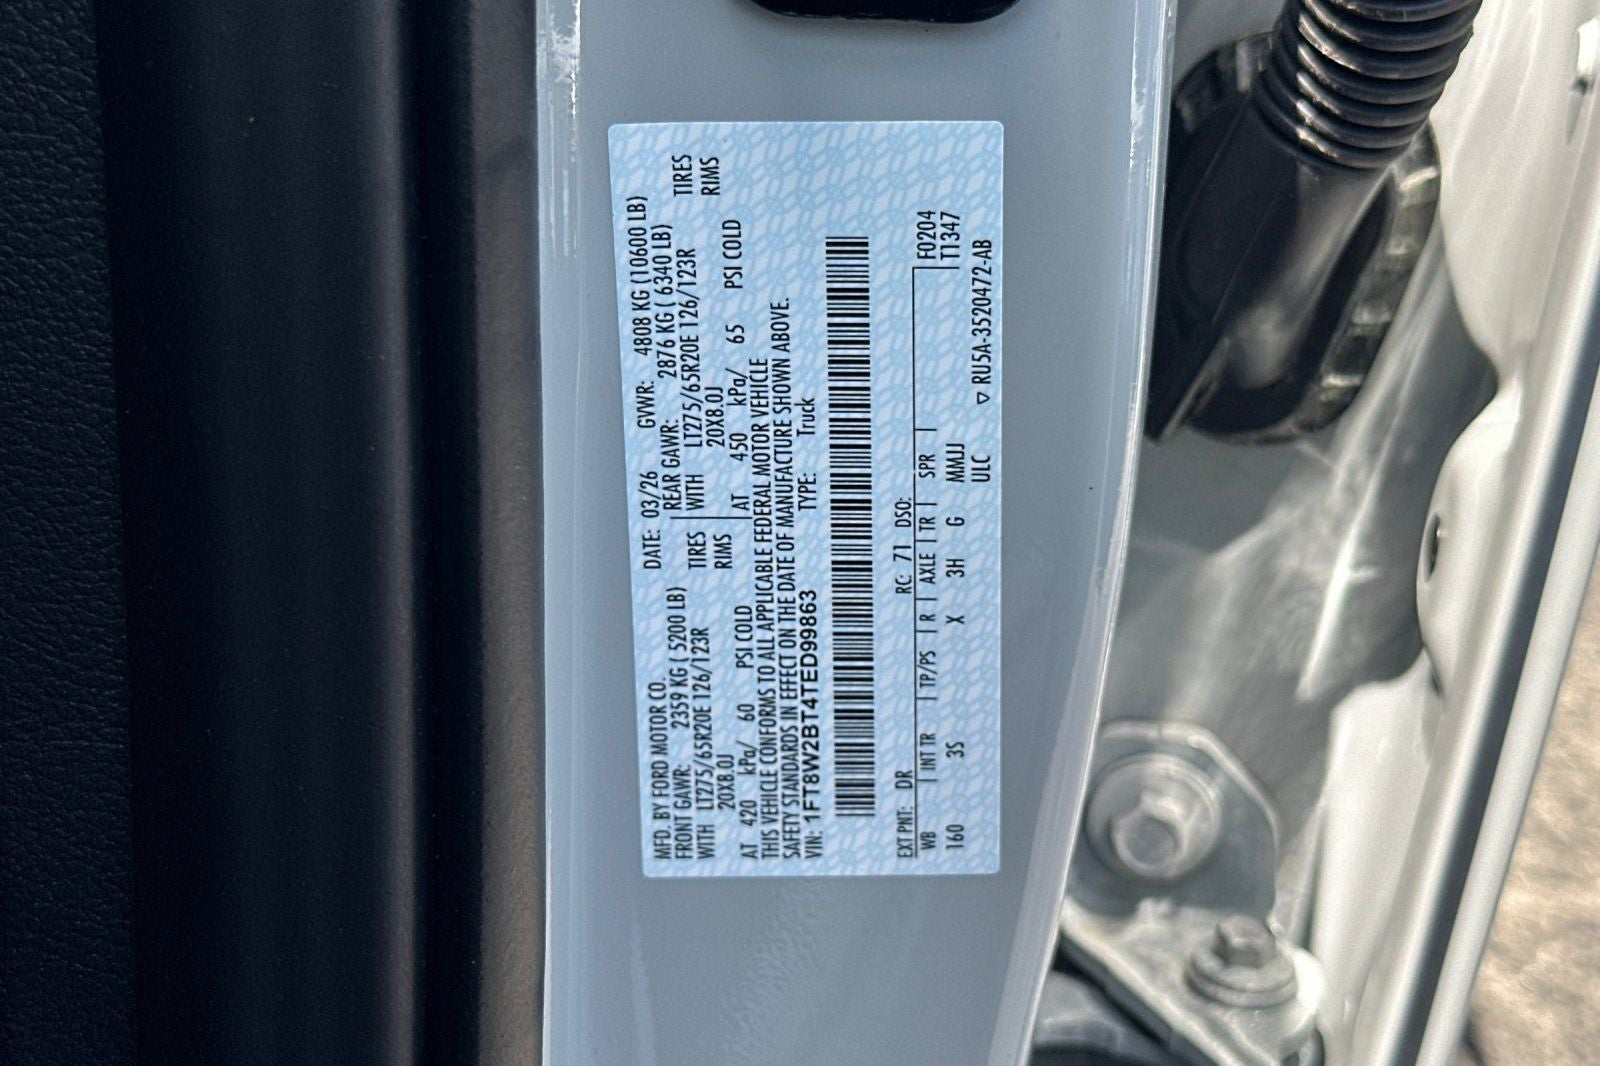 MFD. BY FORD MOTOR CO. DATE: 03/26 GVWR: 4808 KG (10600 LB)
FRONT GAWR: 2359 KG ( 5200 LB) REAR GAWR: 2876 KG ( 6340 LB)
WITH LT275/65R20E 126/123R TIRES WITH LT275/65R20E 126/123R TIRES
20X8.0J RIMS 20X8.0J RIMS
AT 420 kPa/ 60 PSI COLD AT 450 kPa/ 65 PSI COLD
THIS VEHICLE CONFORMS TO ALL APPLICABLE FEDERAL MOTOR VEHICLE
SAFETY STANDARDS IN EFFECT ON THE DATE OF MANUFACTURE SHOWN ABOVE.
VIN: 1FT8W2BT4TED99863 TYPE: Truck
EXT PNT: DR RC: 71 DSO:
WB INT TR TP/PS R AXLE TR SPR F0204
160 3S X 3H G MMJJ T1347
ULC ▽ RU5A-3520472-AB